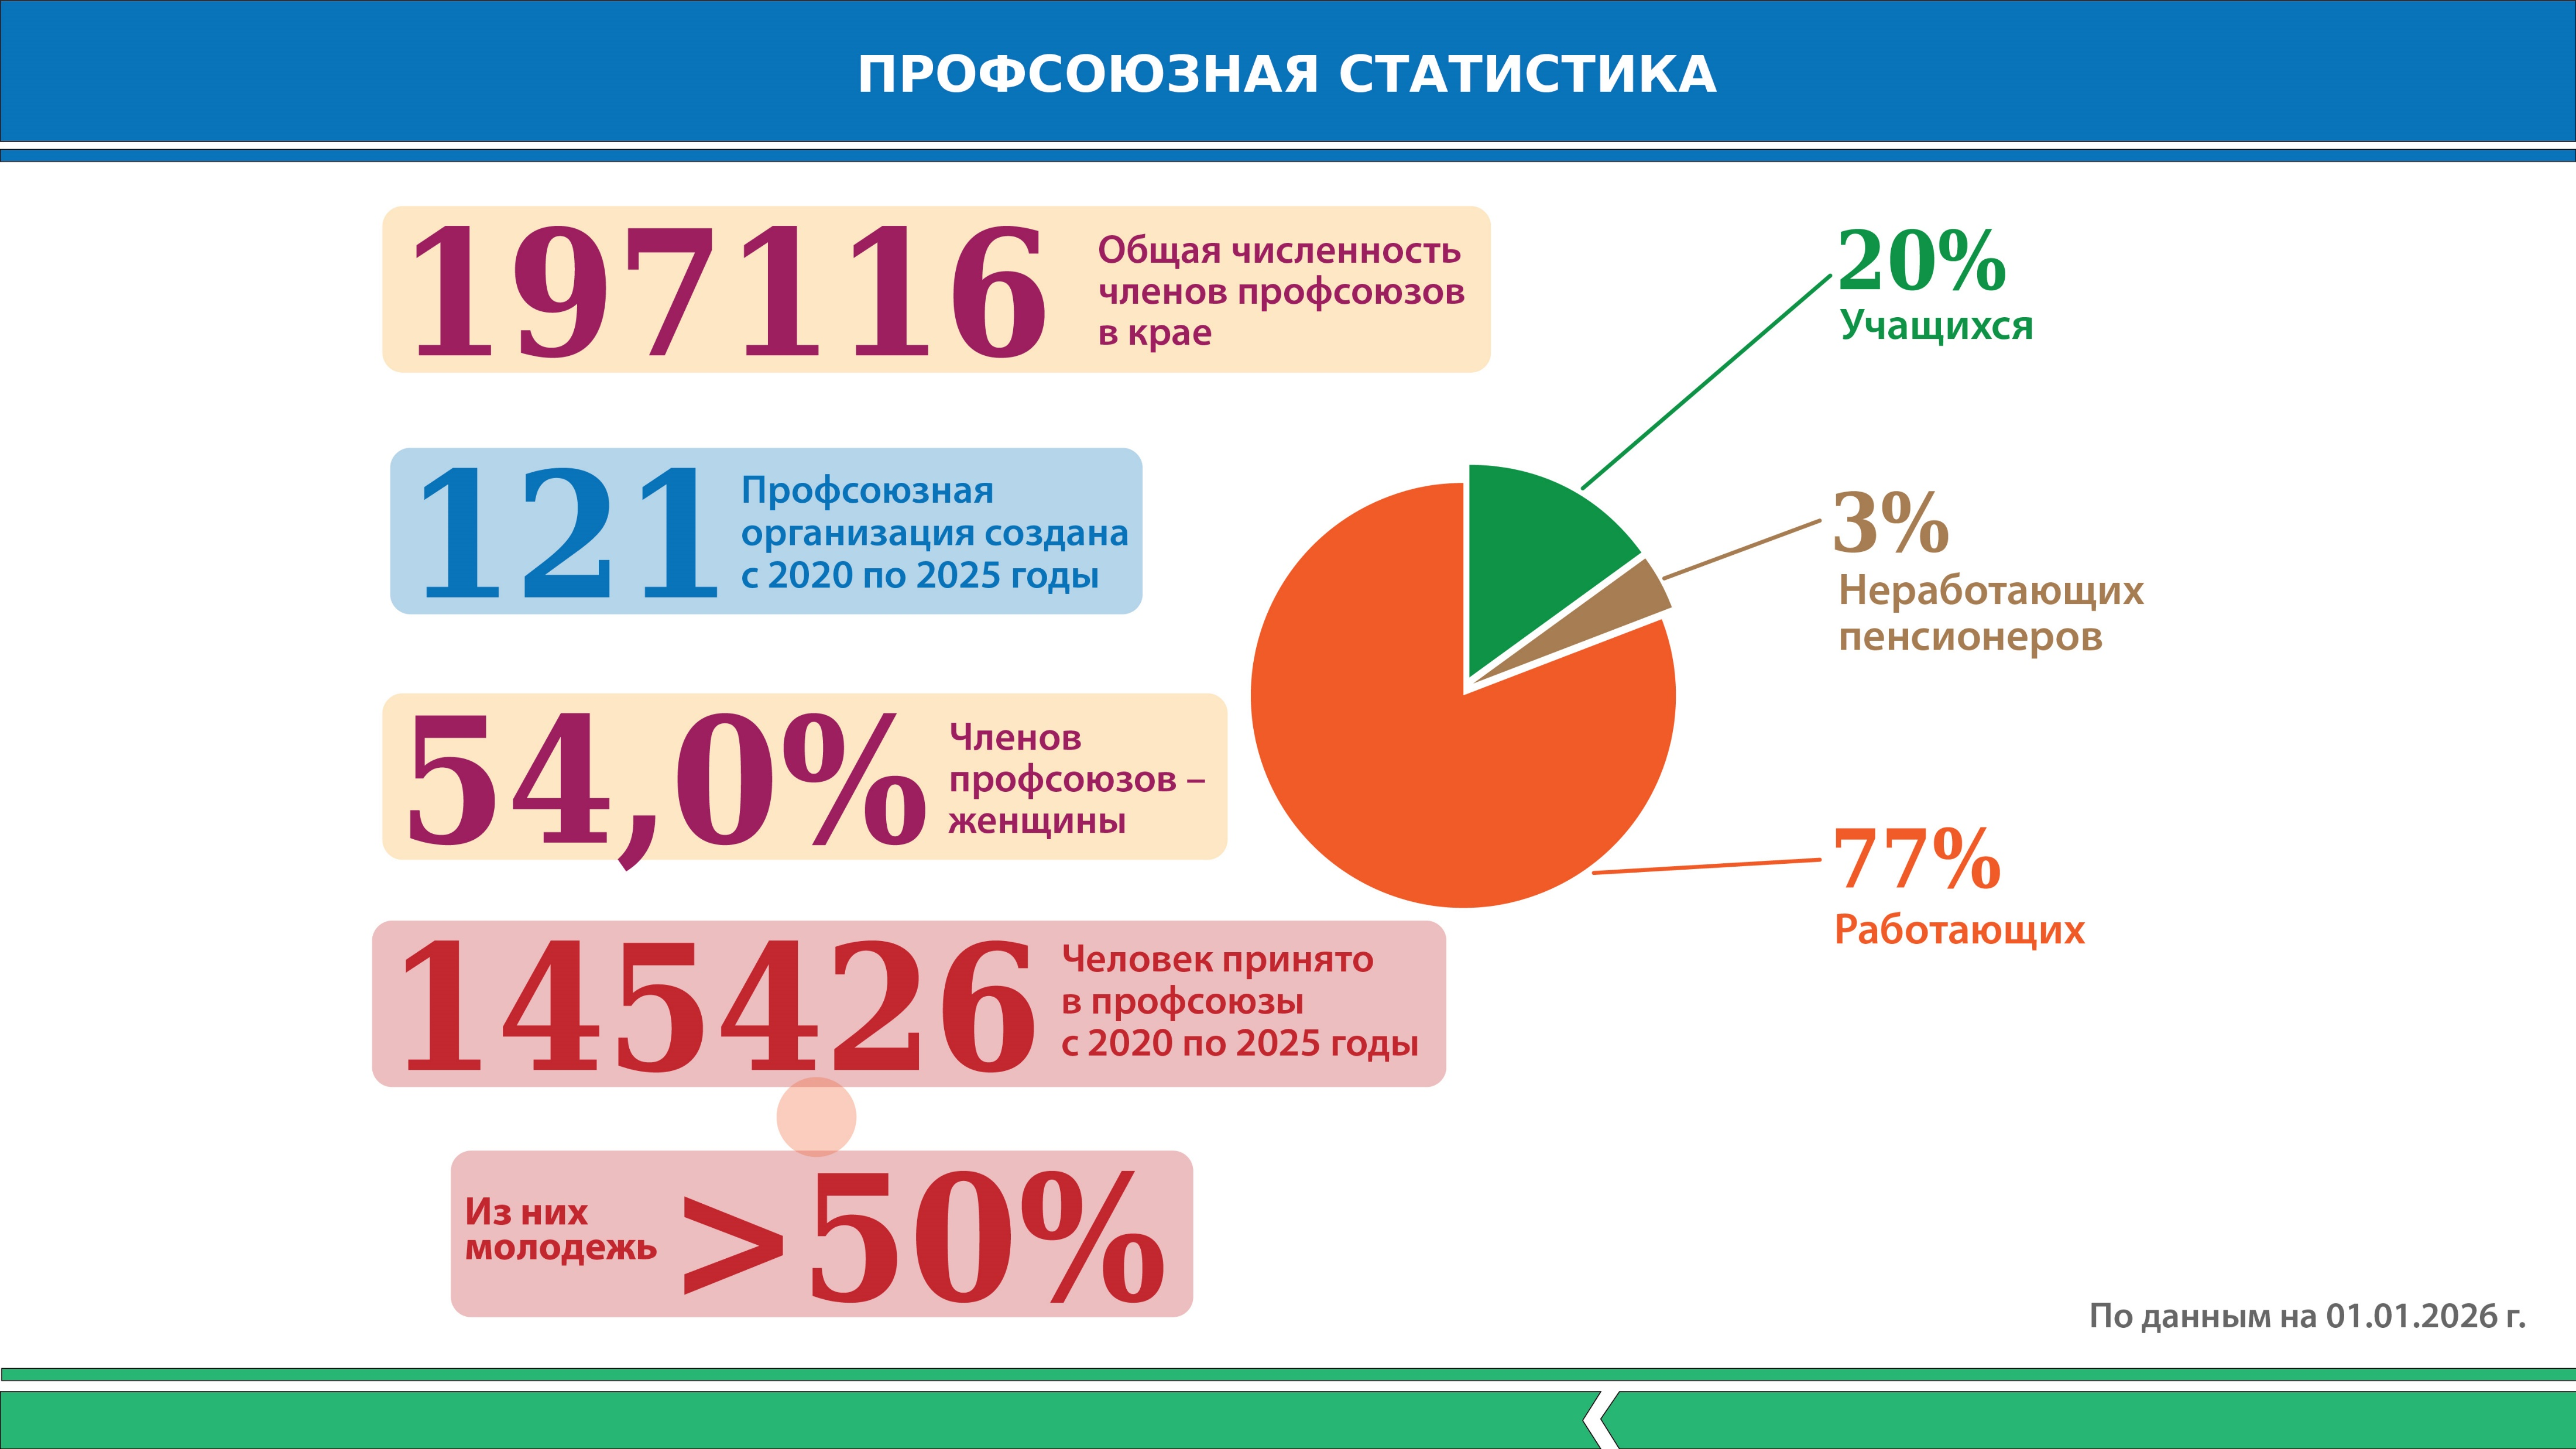 ПРОФСОЮЗНАЯ СТАТИСТИКА
197116
Общая численность
членов профсоюзов
в крае
121
Профсоюзная
организация создана
с 2020 по 2025 годы
54,0%
Членов
профсоюзов –
женщины
145426
Человек принято
в профсоюзы
с 2020 по 2025 годы
Из них
молодежь
>50%
20%
Учащихся
3%
Неработающих
пенсионеров
77%
Работающих
По данным на 01.01.2026 г.